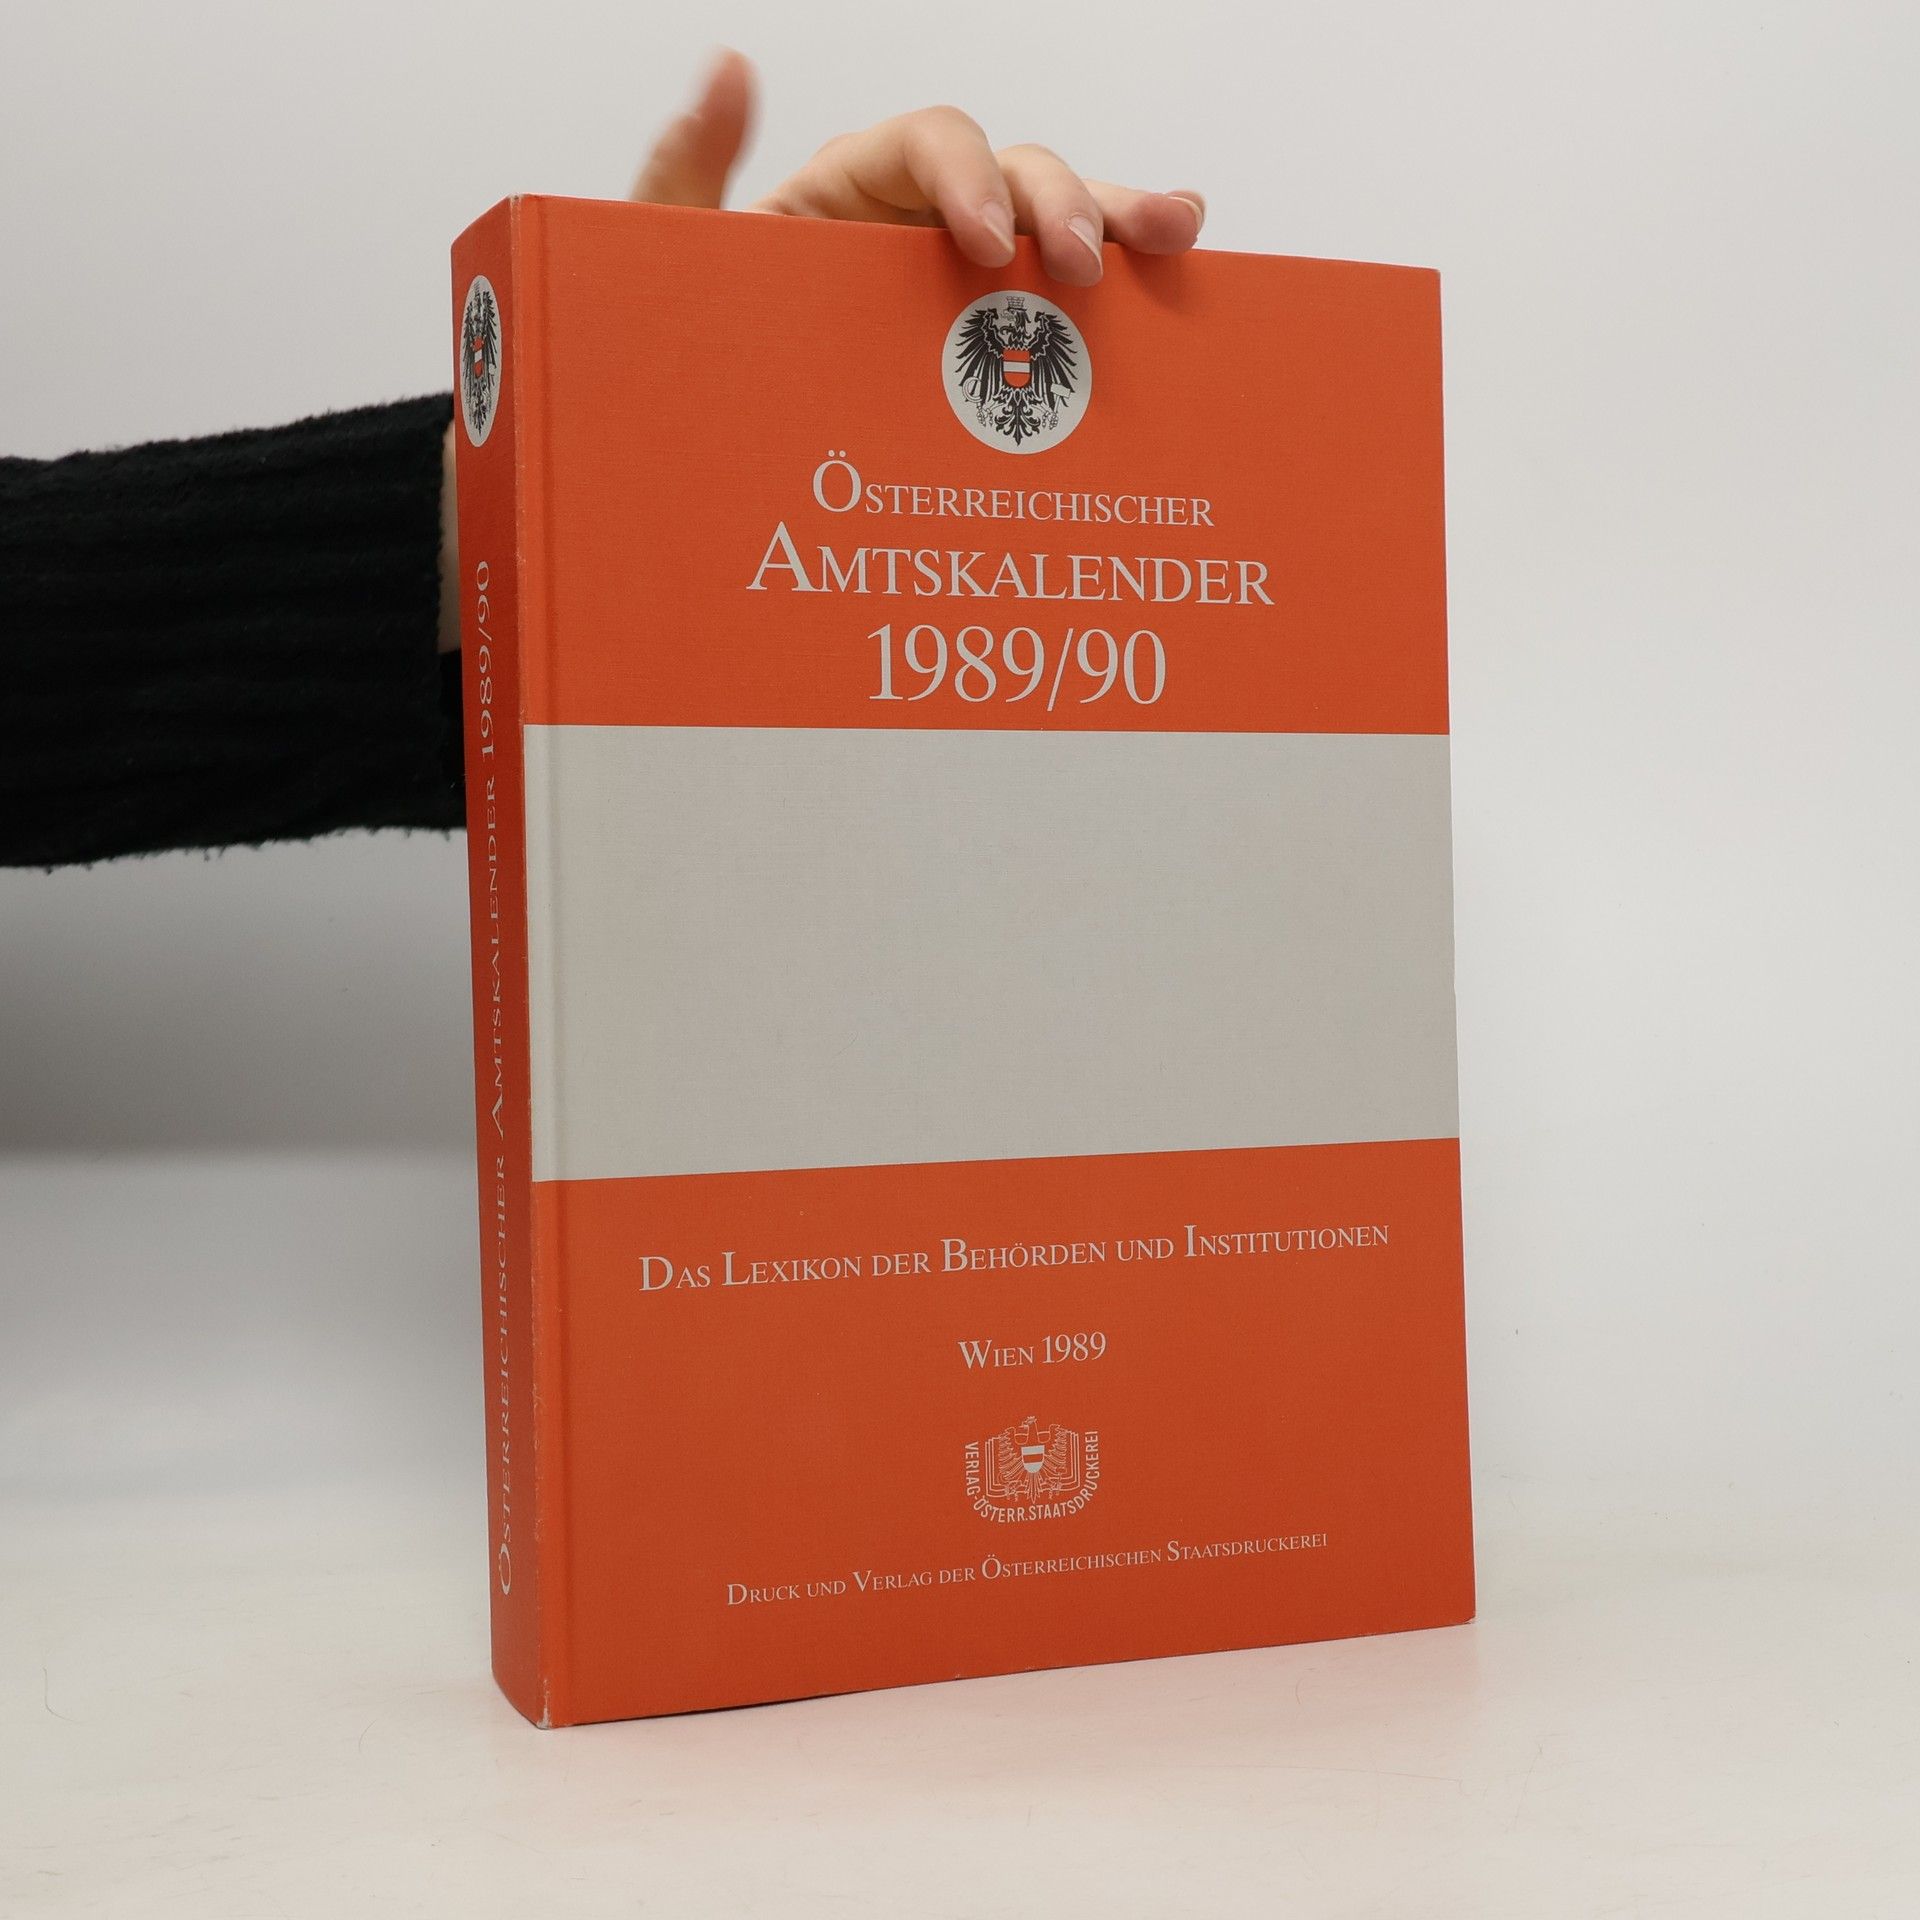 Österreichischer
Amtskalender
1989/90
Das Lexikon der Behörden und Institutionen
Wien 1989
VERLAG-ÖSTERR.STAATSDRUCKEREI
Druck und Verlag der Österreichischen Staatsdruckerei
Österreichischer Amtskalender 1989/90